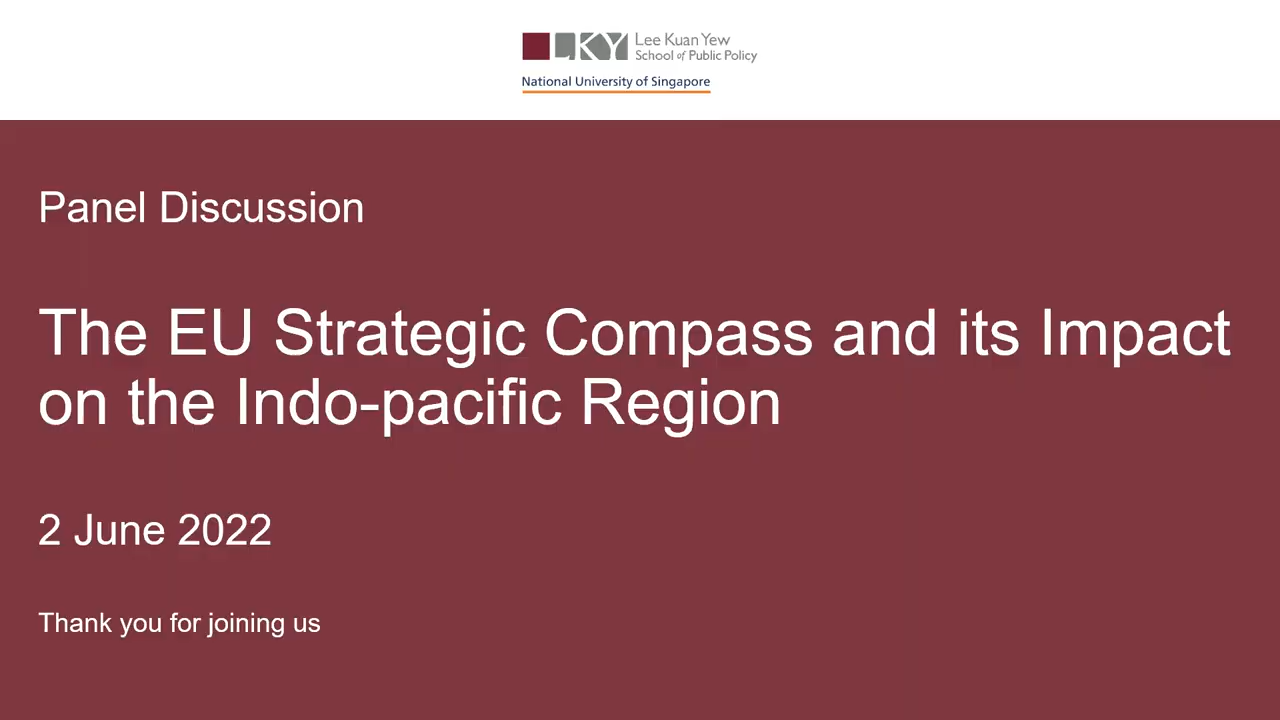 LKY Lee Kuan Yew
School of Public Policy
National University of Singapore
Panel Discussion
The EU Strategic Compass and its Impact
on the Indo-pacific Region
2 June 2022
Thank you for joining us